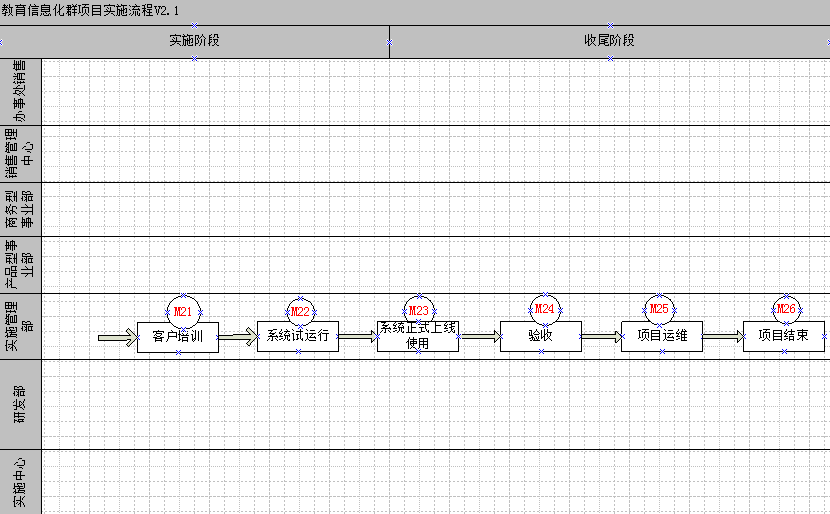 教育信息化群项目实施流程V2.1
实施阶段
收尾阶段
办事处销售
销售管理
中心
商务型
事业部
产品型事
业部
实施管理
部
M21
客户培训
M22
系统试运行
M23
系统正式上线
使用
M24
验收
M25
项目运维
M26
项目结束
研发部
实施中心